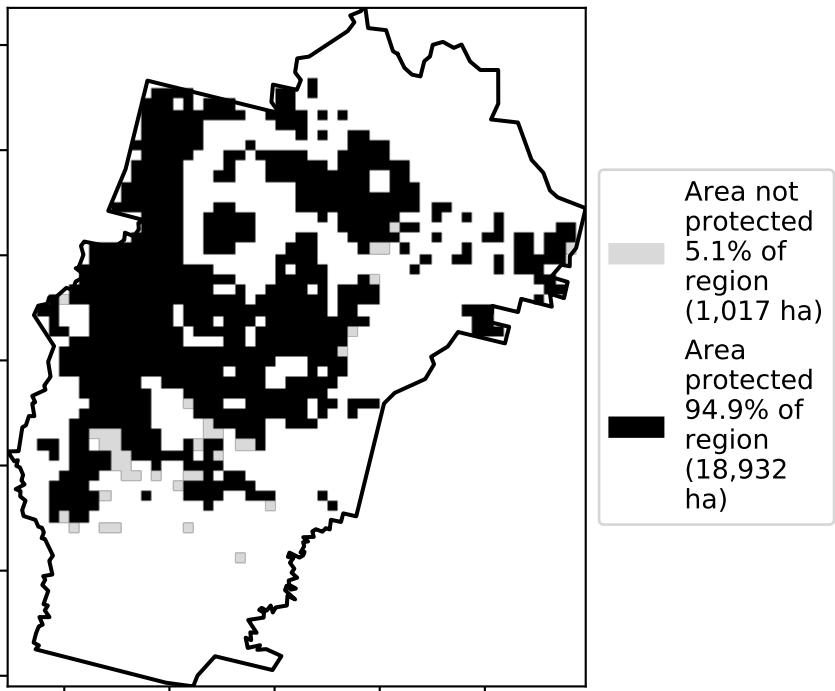 Area not
protected
5.1% of
region
(1,017 ha)
Area
protected
94.9% of
region
(18,932
ha)